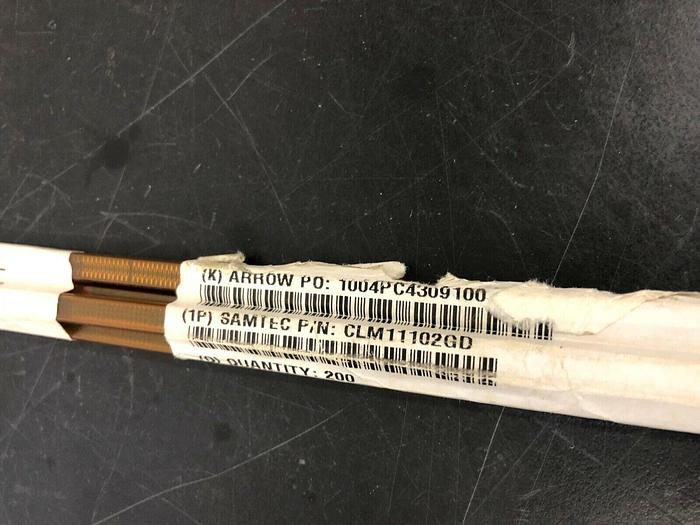 (K) ARROW PO: 1004PC4309100
(1P) SAMTEC P/N: CLM11102GD
(Q) QUANTITY: 200